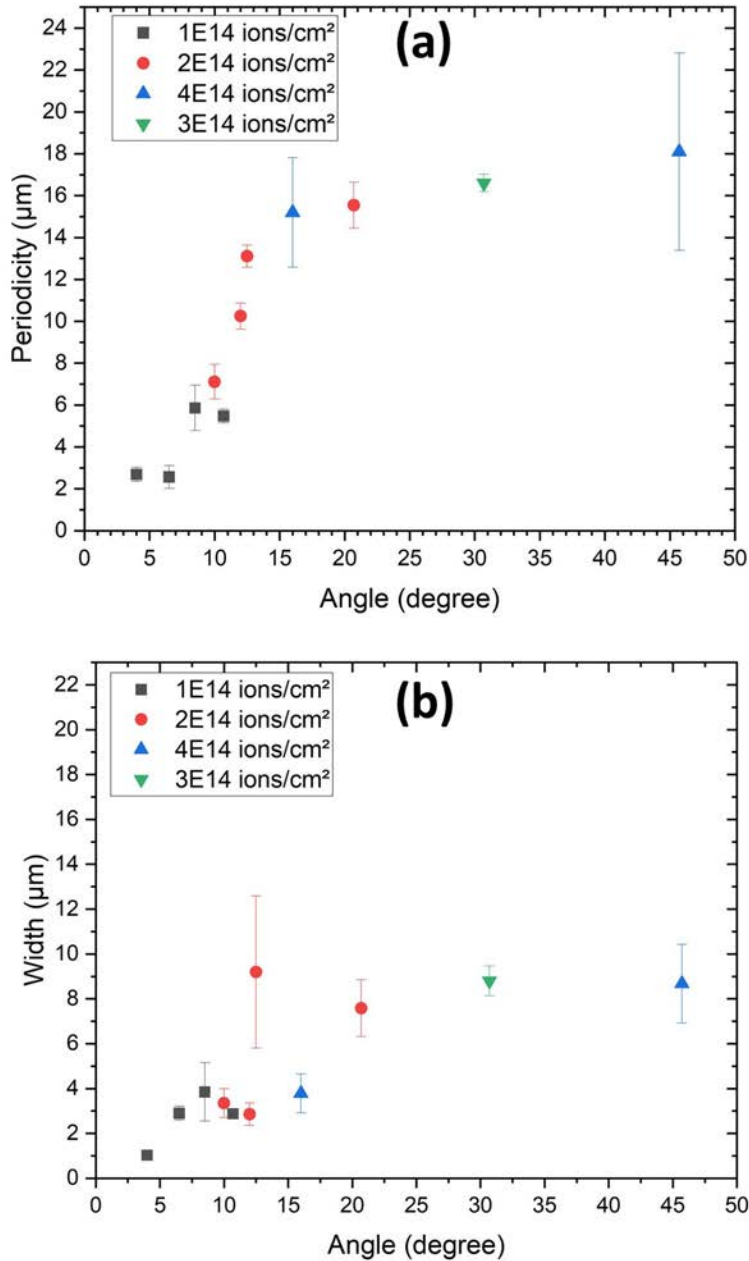 24
22
20
18
16
14
12
10
8
6
4
2
0
Periodicity (μm)
1E14 ions/cm²
2E14 ions/cm²
4E14 ions/cm²
3E14 ions/cm²
(a)
0 5 10 15 20 25 30 35 40 45 50
Angle (degree)
22
20
18
16
14
12
10
8
6
4
2
0
Width (μm)
1E14 ions/cm²
2E14 ions/cm²
4E14 ions/cm²
3E14 ions/cm²
(b)
0 5 10 15 20 25 30 35 40 45 50
Angle (degree)